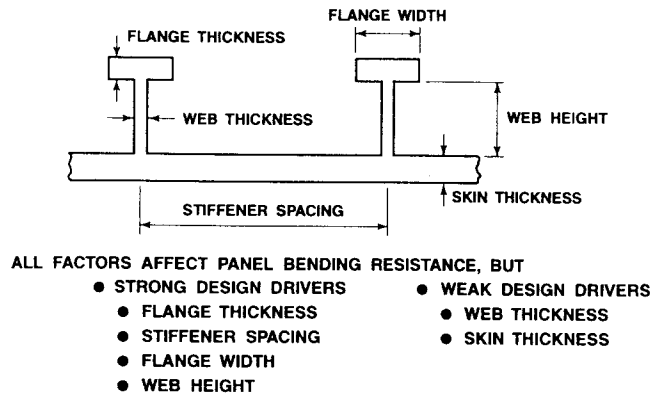 FLANGE WIDTH
FLANGE THICKNESS
WEB THICKNESS
WEB HEIGHT
SKIN THICKNESS
STIFFENER SPACING
ALL FACTORS AFFECT PANEL BENDING RESISTANCE, BUT
● STRONG DESIGN DRIVERS
● FLANGE THICKNESS
● STIFFENER SPACING
● FLANGE WIDTH
● WEB HEIGHT
● WEAK DESIGN DRIVERS
● WEB THICKNESS
● SKIN THICKNESS